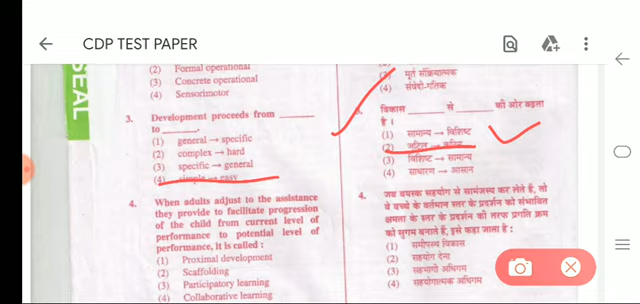 CDP TEST PAPER
SEAL
(2) Formal operational
(3) Concrete operational
(4) Sensorimotor
3. Development proceeds from ______
to ______.
(1) general → specific
(2) complex → hard
(3) specific → general
(4) simple → easy
4. When adults adjust to the assistance
they provide to facilitate progression
of the child from current level of
performance to potential level of
performance, it is called :
(1) Proximal development
(2) Scaffolding
(3) Participatory learning
(4) Collaborative learning
(3) मूर्त संक्रियात्मक
(4) संवेदी-गतिक
विकास ______ से ______ की ओर बढ़ता
है।
(1) सामान्य → विशिष्ट
(2) जटिल → कठिन
(3) विशिष्ट → सामान्य
(4) साधारण → आसान
4. जब वयस्क सहयोग से सामंजस्य कर लेते हैं, तो
वे बच्चे के वर्तमान स्तर के प्रदर्शन को संभावित
क्षमता के स्तर के प्रदर्शन की तरफ प्रगति क्रम
को सुगम बनाते हैं, इसे कहा जाता है :
(1) समीपस्थ विकास
(2) सहयोग देना
(3) सहभागी अधिगम
(4) सहयोगात्मक अधिगम